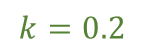 k = 0.2